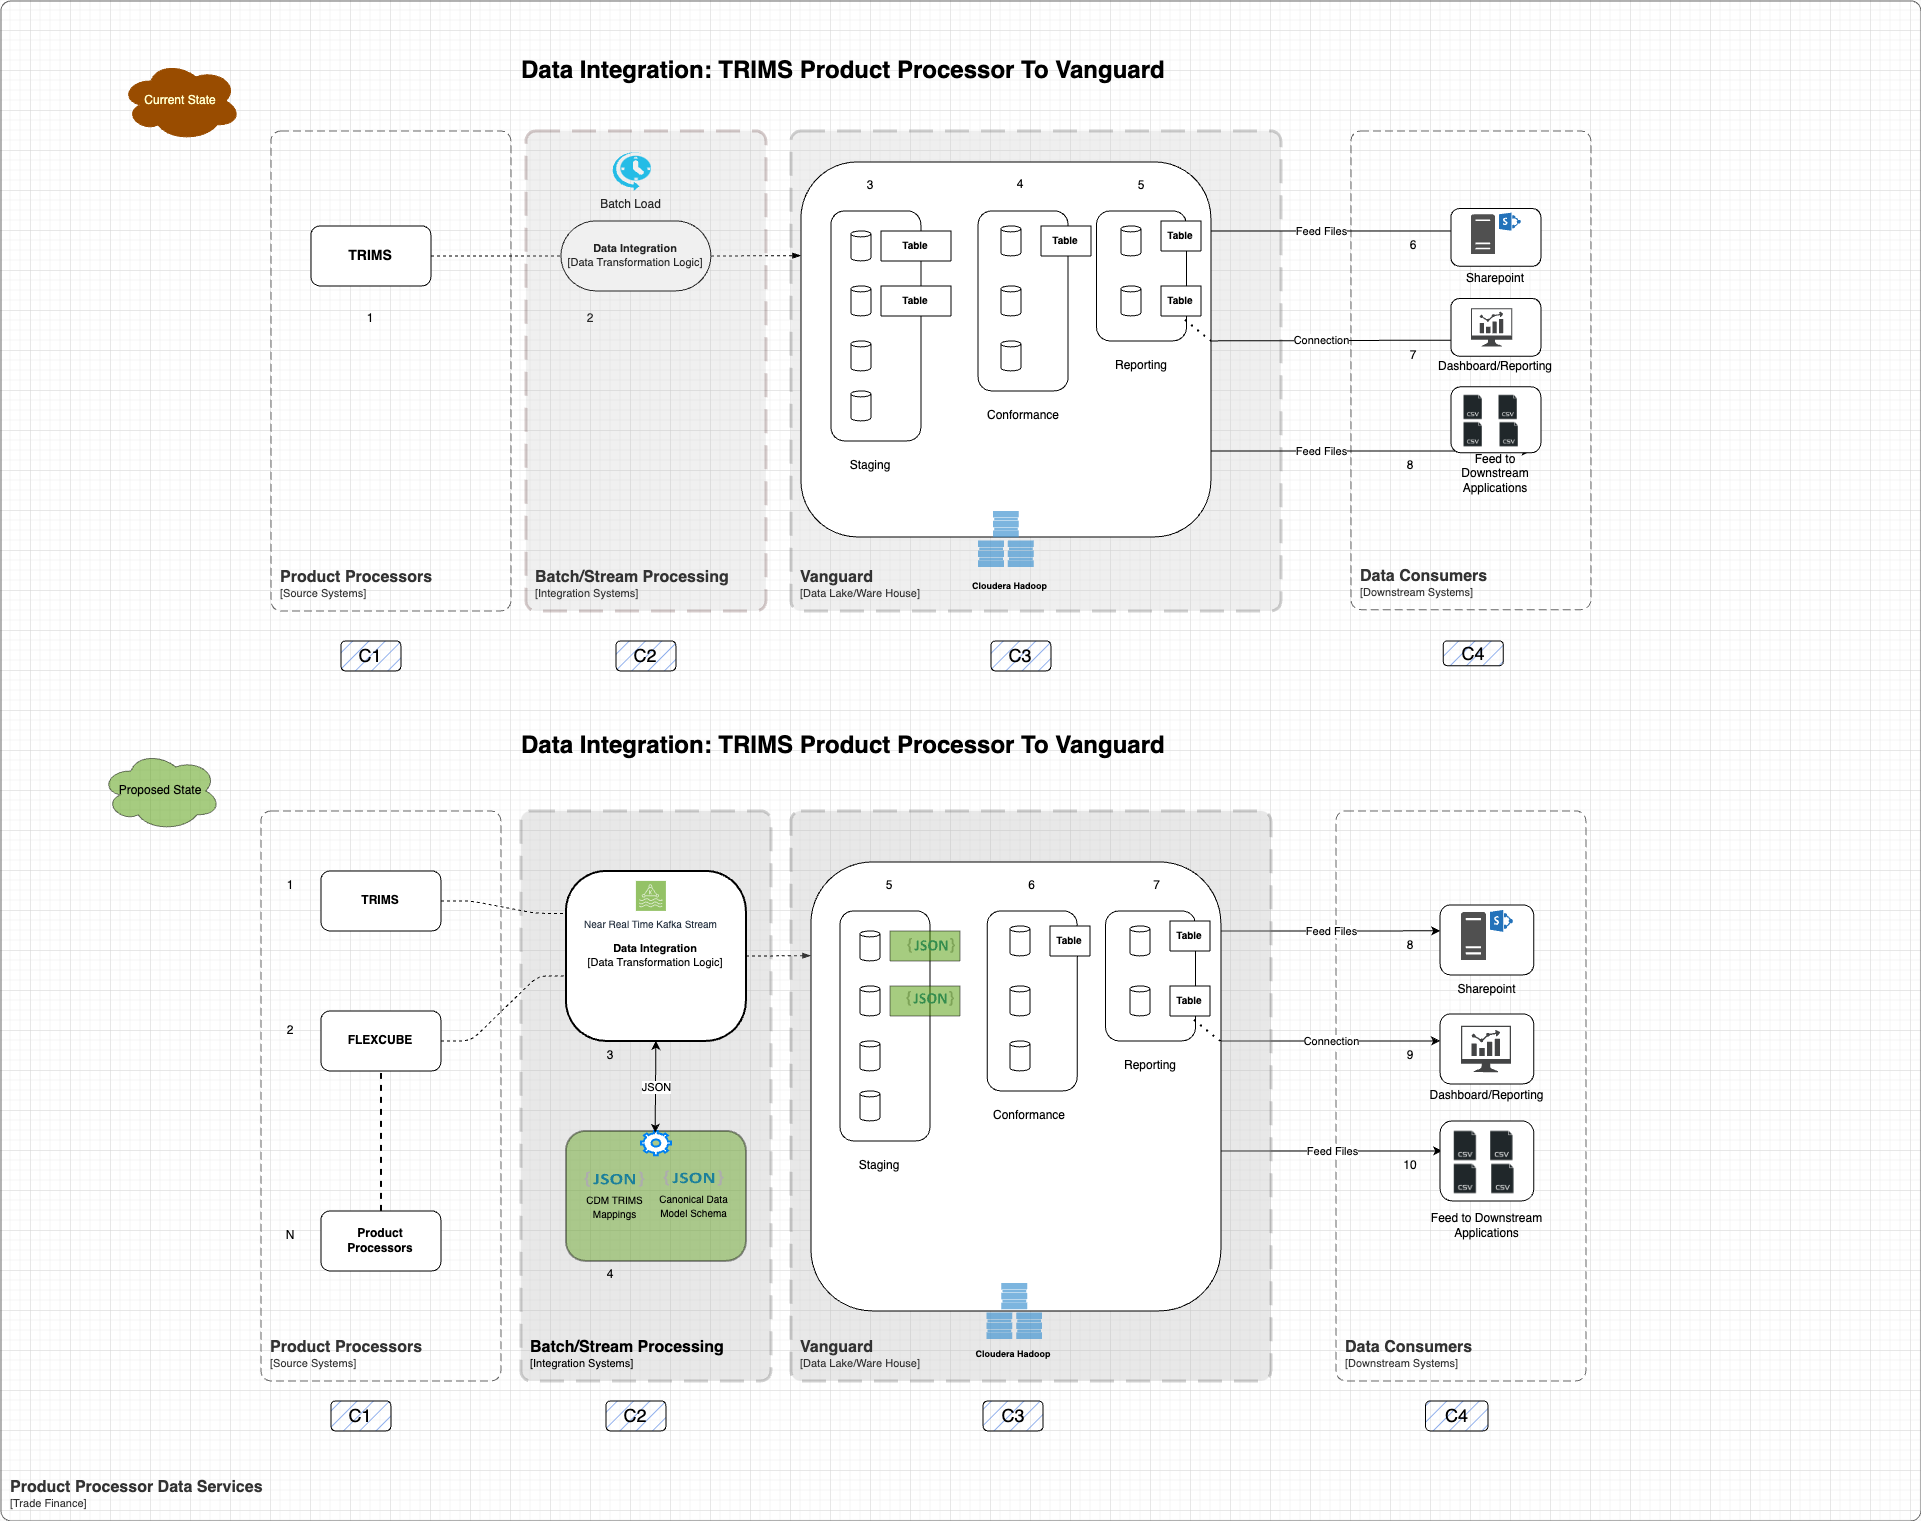 Data Integration: TRIMS Product Processor To Vanguard
Current State
TRIMS
1
Product Processors
[Source Systems]
C1
Batch Load
Data Integration
[Data Transformation Logic]
2
Batch/Stream Processing
[Integration Systems]
C2
3
Table
Table
Staging
4
Table
Conformance
5
Table
Table
Reporting
Cloudera Hadoop
Vanguard
[Data Lake/Ware House]
C3
Feed Files
6
Connection
7
Feed Files
8
S
Sharepoint
Dashboard/Reporting
CSV
CSV
CSV
CSV
Feed to
Downstream
Applications
Data Consumers
[Downstream Systems]
C4
Data Integration: TRIMS Product Processor To Vanguard
Proposed State
1
TRIMS
2
FLEXCUBE
N
Product
Processors
Product Processors
[Source Systems]
C1
Near Real Time Kafka Stream
Data Integration
[Data Transformation Logic]
3
JSON
{JSON}
CDM TRIMS
Mappings
{JSON}
Canonical Data
Model Schema
4
Batch/Stream Processing
[Integration Systems]
C2
5
{JSON}
{JSON}
Staging
6
Table
Conformance
7
Table
Table
Reporting
Cloudera Hadoop
Vanguard
[Data Lake/Ware House]
C3
Feed Files
8
Connection
9
Feed Files
10
S
Sharepoint
Dashboard/Reporting
CSV
CSV
CSV
CSV
Feed to Downstream
Applications
Data Consumers
[Downstream Systems]
C4
Product Processor Data Services
[Trade Finance]